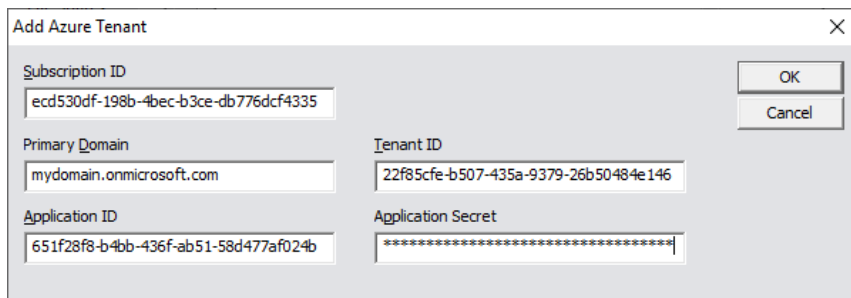 Add Azure Tenant
Subscription ID
OK
ecd530df-198b-4bec-b3ce-db776dcf4335
Cancel
Primary Domain
Tenant ID
mydomain.onmicrosoft.com
22f85cfe-b507-435a-9379-26b50484e146
Application ID
Application Secret
651f28f8-b4bb-436f-ab51-58d477af024b
**********************************